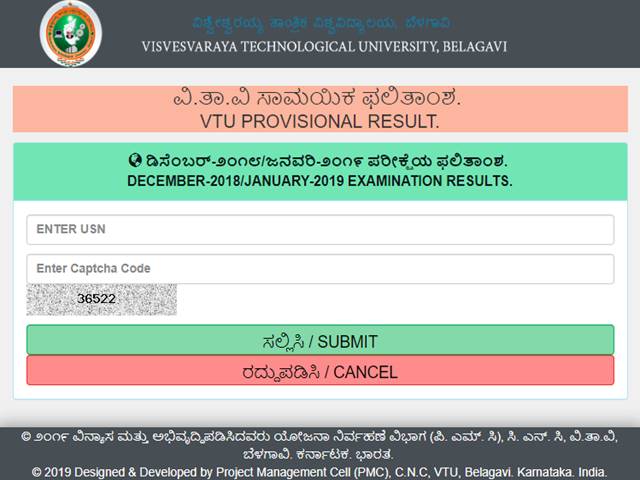 ವಿಶ್ವೇಶ್ವರಯ್ಯ ತಾಂತ್ರಿಕ ವಿಶ್ವವಿದ್ಯಾಲಯ, ಬೆಳಗಾವಿ
VISVESVARAYA TECHNOLOGICAL UNIVERSITY, BELAGAVI
ವಿ.ತಾ.ವಿ ಸಾಮಯಿಕ ಫಲಿತಾಂಶ.
VTU PROVISIONAL RESULT.
ಡಿಸೆಂಬರ್-೨೦೧೮/ಜನವರಿ-೨೦೧೯ ಪರೀಕ್ಷೆಯ ಫಲಿತಾಂಶ.
DECEMBER-2018/JANUARY-2019 EXAMINATION RESULTS.
ENTER USN
Enter Captcha Code
36522
ಸಲ್ಲಿಸಿ / SUBMIT
ರದ್ದುಪಡಿಸಿ / CANCEL
© ೨೦೧೯ ವಿನ್ಯಾಸ ಮತ್ತು ಅಭಿವೃದ್ಧಿಪಡಿಸಿದವರು ಯೋಜನಾ ನಿರ್ವಹಣೆ ವಿಭಾಗ (ಪಿ. ಎಮ್. ಸಿ), ಸಿ. ಎನ್. ಸಿ, ವಿ.ತಾ.ವಿ,
ಬೆಳಗಾವಿ. ಕರ್ನಾಟಕ. ಭಾರತ.
© 2019 Designed & Developed by Project Management Cell (PMC), C.N.C, VTU, Belagavi. Karnataka. India.